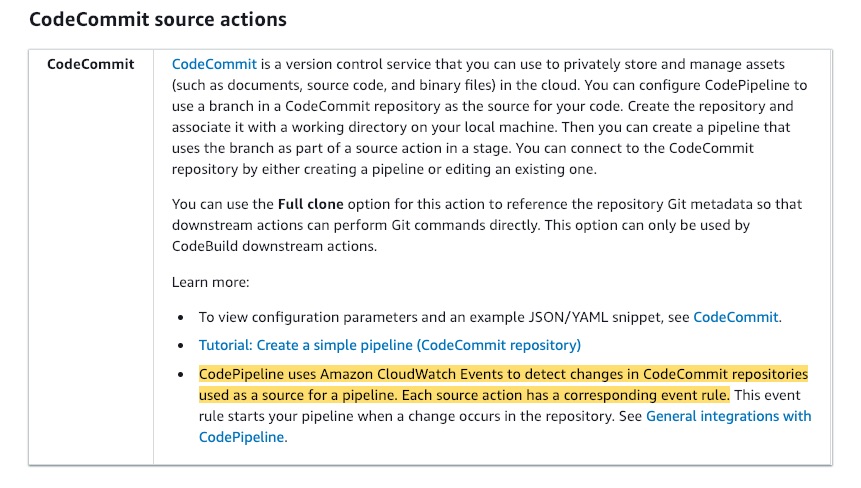 CodeCommit source actions
CodeCommit
CodeCommit is a version control service that you can use to privately store and manage assets
(such as documents, source code, and binary files) in the cloud. You can configure CodePipeline to
use a branch in a CodeCommit repository as the source for your code. Create the repository and
associate it with a working directory on your local machine. Then you can create a pipeline that
uses the branch as part of a source action in a stage. You can connect to the CodeCommit
repository by either creating a pipeline or editing an existing one.
You can use the Full clone option for this action to reference the repository Git metadata so that
downstream actions can perform Git commands directly. This option can only be used by
CodeBuild downstream actions.
Learn more:
• To view configuration parameters and an example JSON/YAML snippet, see CodeCommit.
• Tutorial: Create a simple pipeline (CodeCommit repository)
• CodePipeline uses Amazon CloudWatch Events to detect changes in CodeCommit repositories
used as a source for a pipeline. Each source action has a corresponding event rule. This event
rule starts your pipeline when a change occurs in the repository. See General integrations with
CodePipeline.